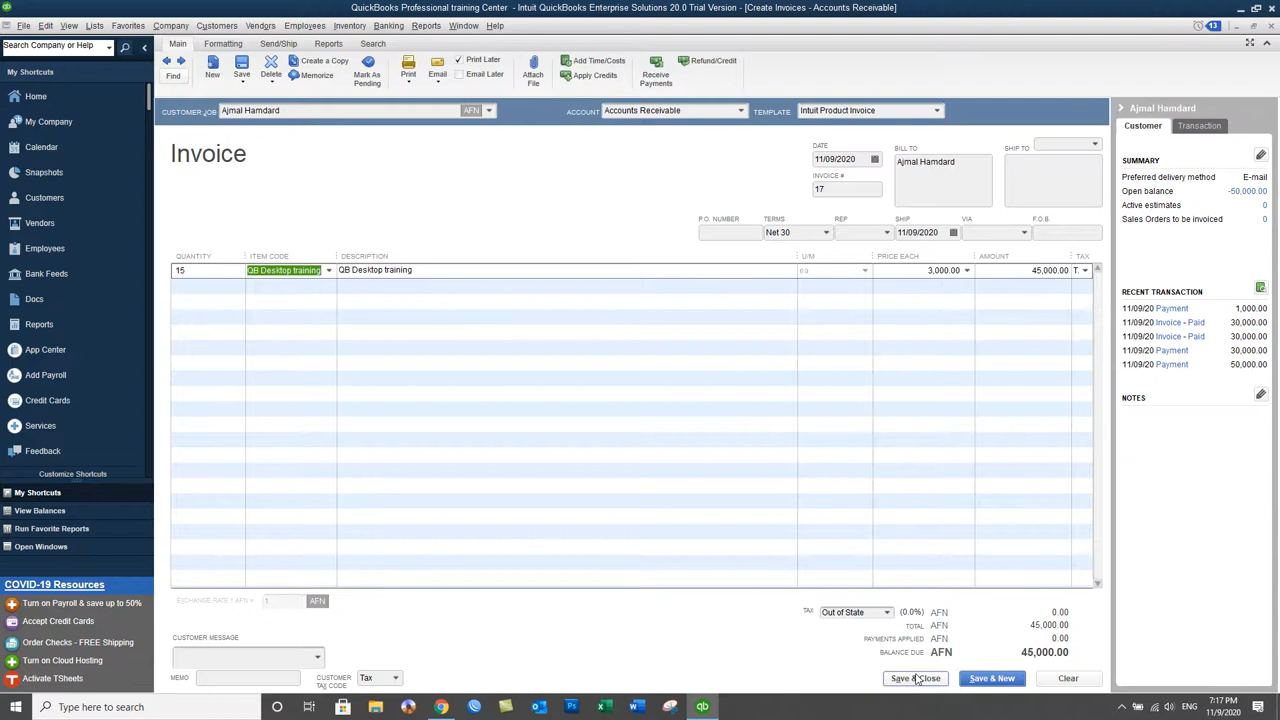 QuickBooks Professional training Center - Intuit QuickBooks Enterprise Solutions 20.0 Trial Version - [Create Invoices - Accounts Receivable]
File Edit View Lists Favorites Company Customers Vendors Employees Inventory Banking Reports Window Help 13
Search Company or Help
My Shortcuts
Home
My Company
Calendar
Snapshots
Customers
Vendors
Employees
Bank Feeds
Docs
Reports
App Center
Add Payroll
Credit Cards
Services
Feedback
Customize Shortcuts
My Shortcuts
View Balances
Run Favorite Reports
Open Windows
COVID-19 Resources
Turn on Payroll & save up to 50%
Accept Credit Cards
Order Checks - FREE Shipping
Turn on Cloud Hosting
Activate TSheets
Main Formatting Send/Ship Reports Search
Find New Save Delete Create a Copy Memorize Mark As Pending Print Email Print Later Email Later Attach File Add Time/Costs Apply Credits Receive Payments Refund/Credit
CUSTOMER:JOB Ajmal Hamdard AFN ACCOUNT Accounts Receivable TEMPLATE Intuit Product Invoice
Invoice
DATE BILL TO SHIP TO
11/09/2020 Ajmal Hamdard
INVOICE #
17
P.O. NUMBER TERMS REP SHIP VIA F.O.B.
Net 30 11/09/2020
QUANTITY ITEM CODE DESCRIPTION U/M PRICE EACH AMOUNT TAX
15 QB Desktop training QB Desktop training 3,000.00 45,000.00 T.
EXCHANGE RATE 1 AFN = 1 AFN
TAX Out of State (0.0%) AFN 0.00
TOTAL AFN 45,000.00
PAYMENTS APPLIED AFN 0.00
BALANCE DUE AFN 45,000.00
CUSTOMER MESSAGE
MEMO CUSTOMER TAX CODE Tax
Save & Close Save & New Clear
Ajmal Hamdard
Customer Transaction
SUMMARY
Preferred delivery method E-mail
Open balance -50,000.00
Active estimates 0
Sales Orders to be invoiced 0
RECENT TRANSACTION
11/09/20 Payment 1,000.00
11/09/20 Invoice - Paid 30,000.00
11/09/20 Invoice - Paid 30,000.00
11/09/20 Payment 30,000.00
11/09/20 Payment 50,000.00
NOTES
Type here to search
7:17 PM
11/9/2020